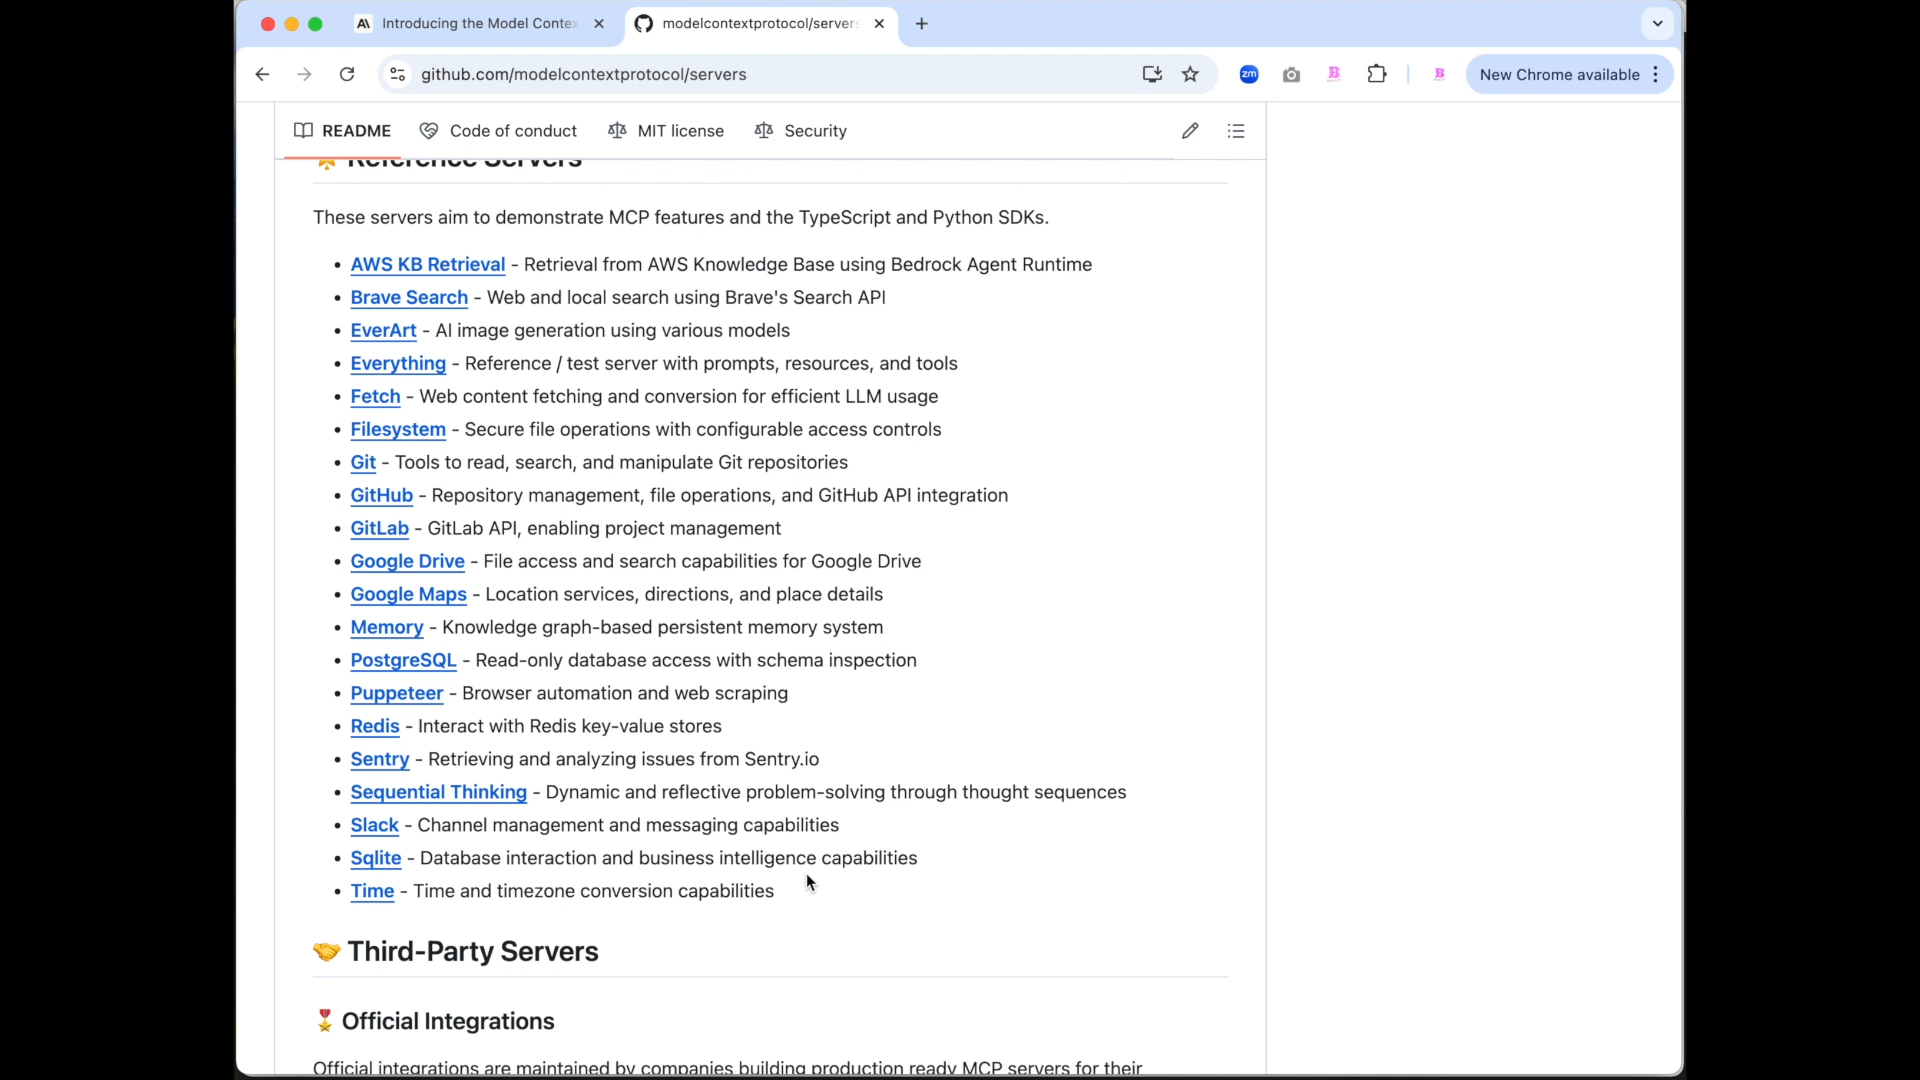 Introducing the Model Contex
modelcontextprotocol/servers
github.com/modelcontextprotocol/servers
zm
New Chrome available
README
Code of conduct
MIT license
Security
Reference Servers
These servers aim to demonstrate MCP features and the TypeScript and Python SDKs.
• AWS KB Retrieval - Retrieval from AWS Knowledge Base using Bedrock Agent Runtime
• Brave Search - Web and local search using Brave's Search API
• EverArt - AI image generation using various models
• Everything - Reference / test server with prompts, resources, and tools
• Fetch - Web content fetching and conversion for efficient LLM usage
• Filesystem - Secure file operations with configurable access controls
• Git - Tools to read, search, and manipulate Git repositories
• GitHub - Repository management, file operations, and GitHub API integration
• GitLab - GitLab API, enabling project management
• Google Drive - File access and search capabilities for Google Drive
• Google Maps - Location services, directions, and place details
• Memory - Knowledge graph-based persistent memory system
• PostgreSQL - Read-only database access with schema inspection
• Puppeteer - Browser automation and web scraping
• Redis - Interact with Redis key-value stores
• Sentry - Retrieving and analyzing issues from Sentry.io
• Sequential Thinking - Dynamic and reflective problem-solving through thought sequences
• Slack - Channel management and messaging capabilities
• Sqlite - Database interaction and business intelligence capabilities
• Time - Time and timezone conversion capabilities
🤝 Third-Party Servers
🎖️ Official Integrations
Official integrations are maintained by companies building production ready MCP servers for their